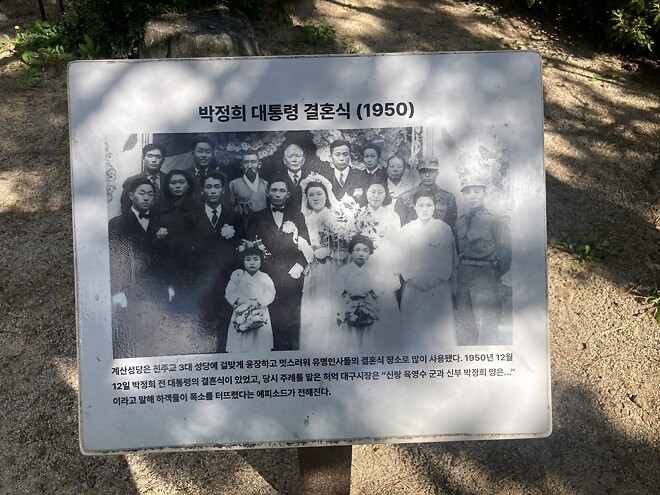 박정희 대통령 결혼식 (1950)
계산성당은 천주교 3대 성당에 걸맞게 웅장하고 멋스러워 유명인사들의 결혼식 장소로 많이 사용됐다. 1950년 12월
12일 박정희 전 대통령의 결혼식이 있었고, 당시 주례를 맡은 허억 대구시장은 "신랑 육영수 군과 신부 박정희 양은..."
이라고 말해 하객들이 폭소를 터뜨렸다는 에피소드가 전해진다.